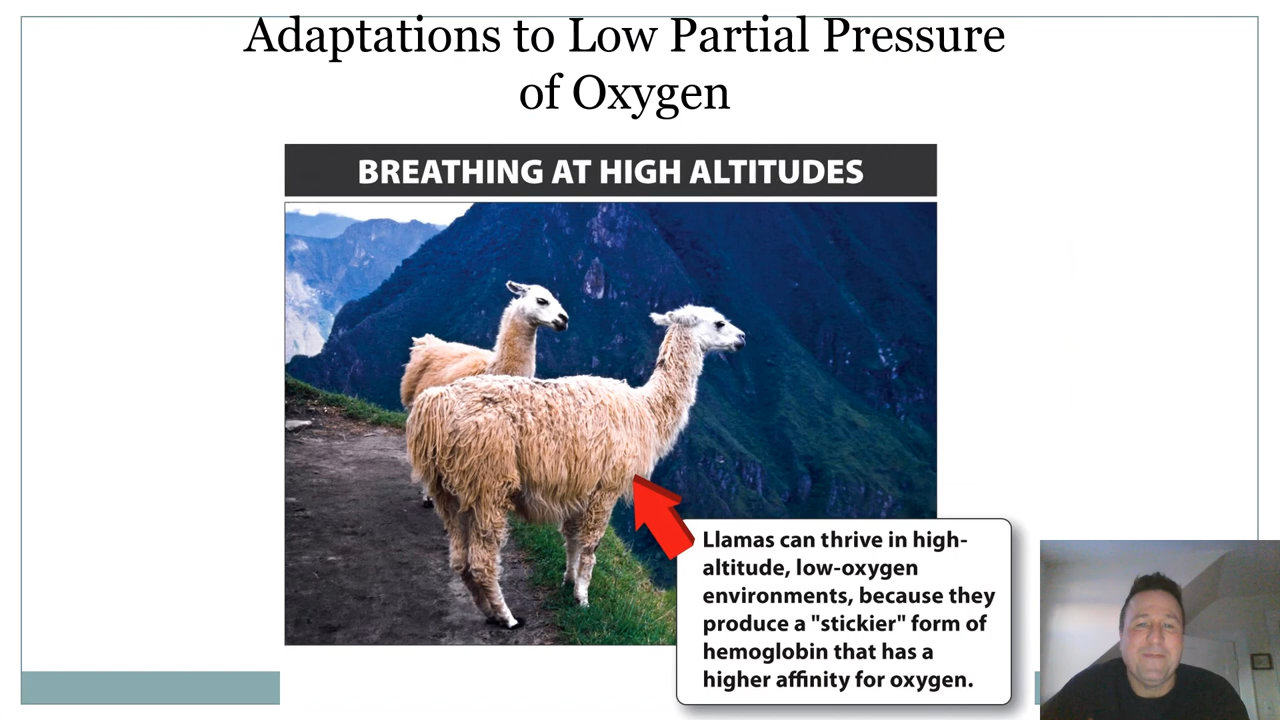 Adaptations to Low Partial Pressure
of Oxygen
BREATHING AT HIGH ALTITUDES
Llamas can thrive in high-
altitude, low-oxygen
environments, because they
produce a "stickier" form of
hemoglobin that has a
higher affinity for oxygen.